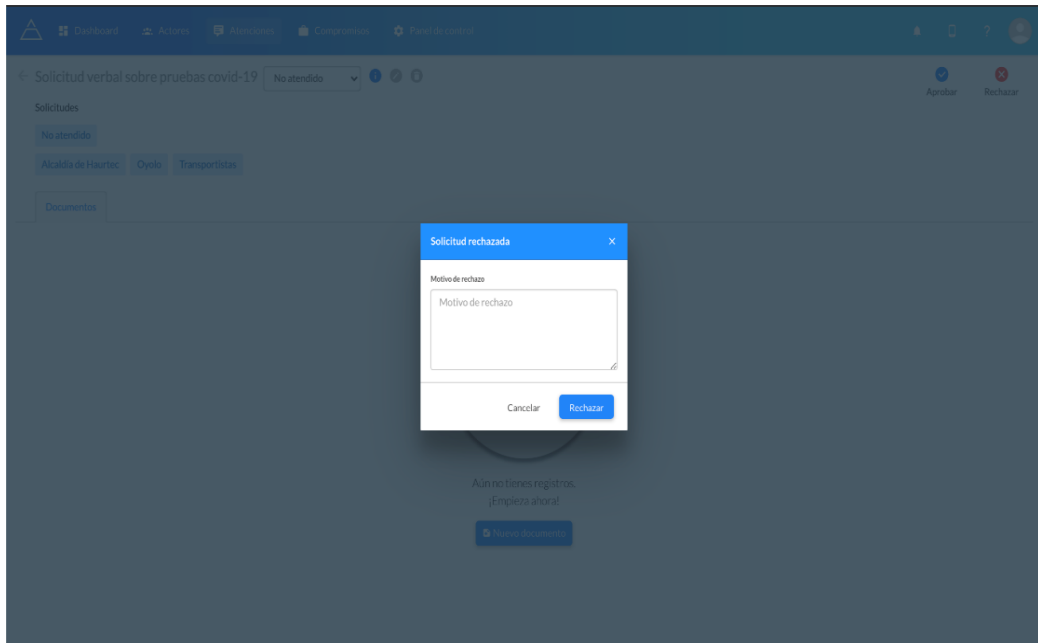 Dashboard Actores Atenciones Compromisos Panel de control ?
← Solicitud verbal sobre pruebas covid-19 No atendido
Aprobar Rechazar
Solicitudes
No atendido
Alcaldía de Haurtec Oyolo Transportistas
Documentos
Solicitud rechazada X
Motivo de rechazo
Motivo de rechazo
Cancelar Rechazar
Aún no tienes registros.
¡Empieza ahora!
Nuevo documento